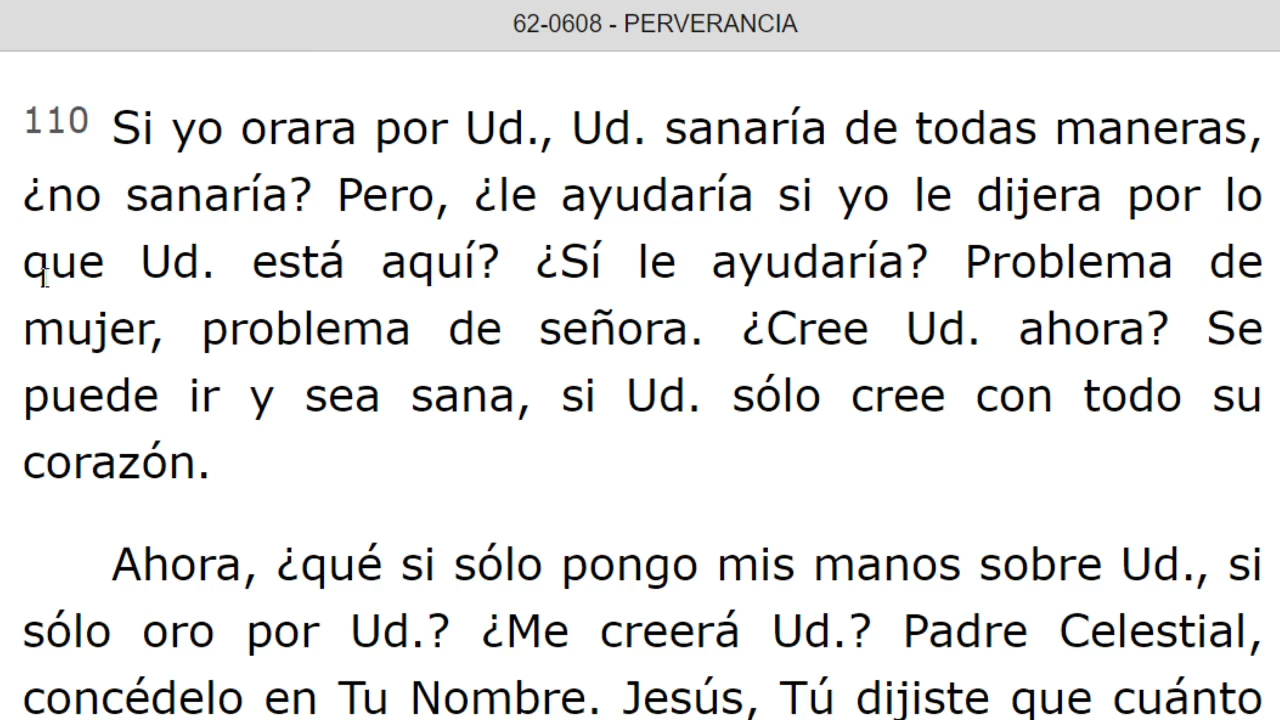 62-0608 - PERVERANCIA
110 Si yo orara por Ud., Ud. sanaría de todas maneras,
¿no sanaría? Pero, ¿le ayudaría si yo le dijera por lo
que Ud. está aquí? ¿Sí le ayudaría? Problema de
mujer, problema de señora. ¿Cree Ud. ahora? Se
puede ir y sea sana, si Ud. sólo cree con todo su
corazón.
Ahora, ¿qué si sólo pongo mis manos sobre Ud., si
sólo oro por Ud.? ¿Me creerá Ud.? Padre Celestial,
concédelo en Tu Nombre. Jesús, Tú dijiste que cuánto